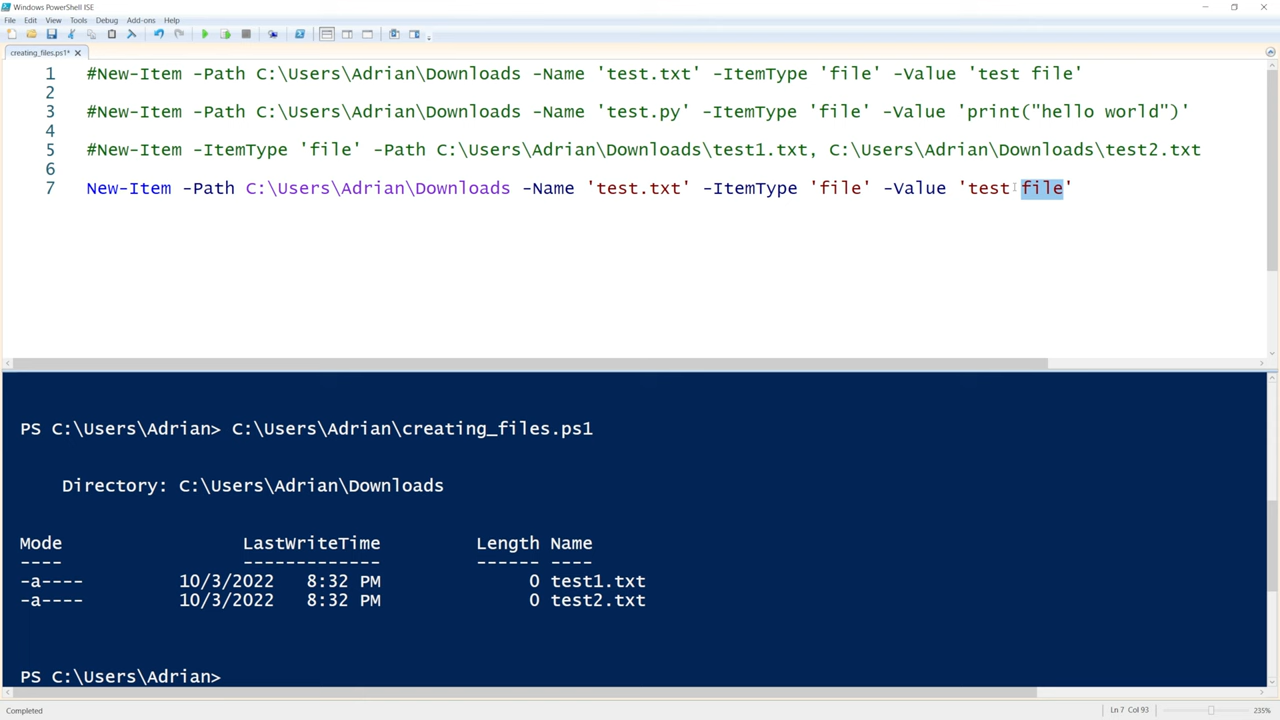 Windows PowerShell ISE
File Edit View Tools Debug Add-ons Help
creating_files.ps1*
1 #New-Item -Path C:\Users\Adrian\Downloads -Name 'test.txt' -ItemType 'file' -Value 'test file'
2
3 #New-Item -Path C:\Users\Adrian\Downloads -Name 'test.py' -ItemType 'file' -Value 'print("hello world")'
4
5 #New-Item -ItemType 'file' -Path C:\Users\Adrian\Downloads\test1.txt, C:\Users\Adrian\Downloads\test2.txt
6
7 New-Item -Path C:\Users\Adrian\Downloads -Name 'test.txt' -ItemType 'file' -Value 'test file'
PS C:\Users\Adrian> C:\Users\Adrian\creating_files.ps1
Directory: C:\Users\Adrian\Downloads
Mode LastWriteTime Length Name
---- ------------- ------ ----
-a---- 10/3/2022 8:32 PM 0 test1.txt
-a---- 10/3/2022 8:32 PM 0 test2.txt
PS C:\Users\Adrian>
Completed Ln 7 Col 93 235%